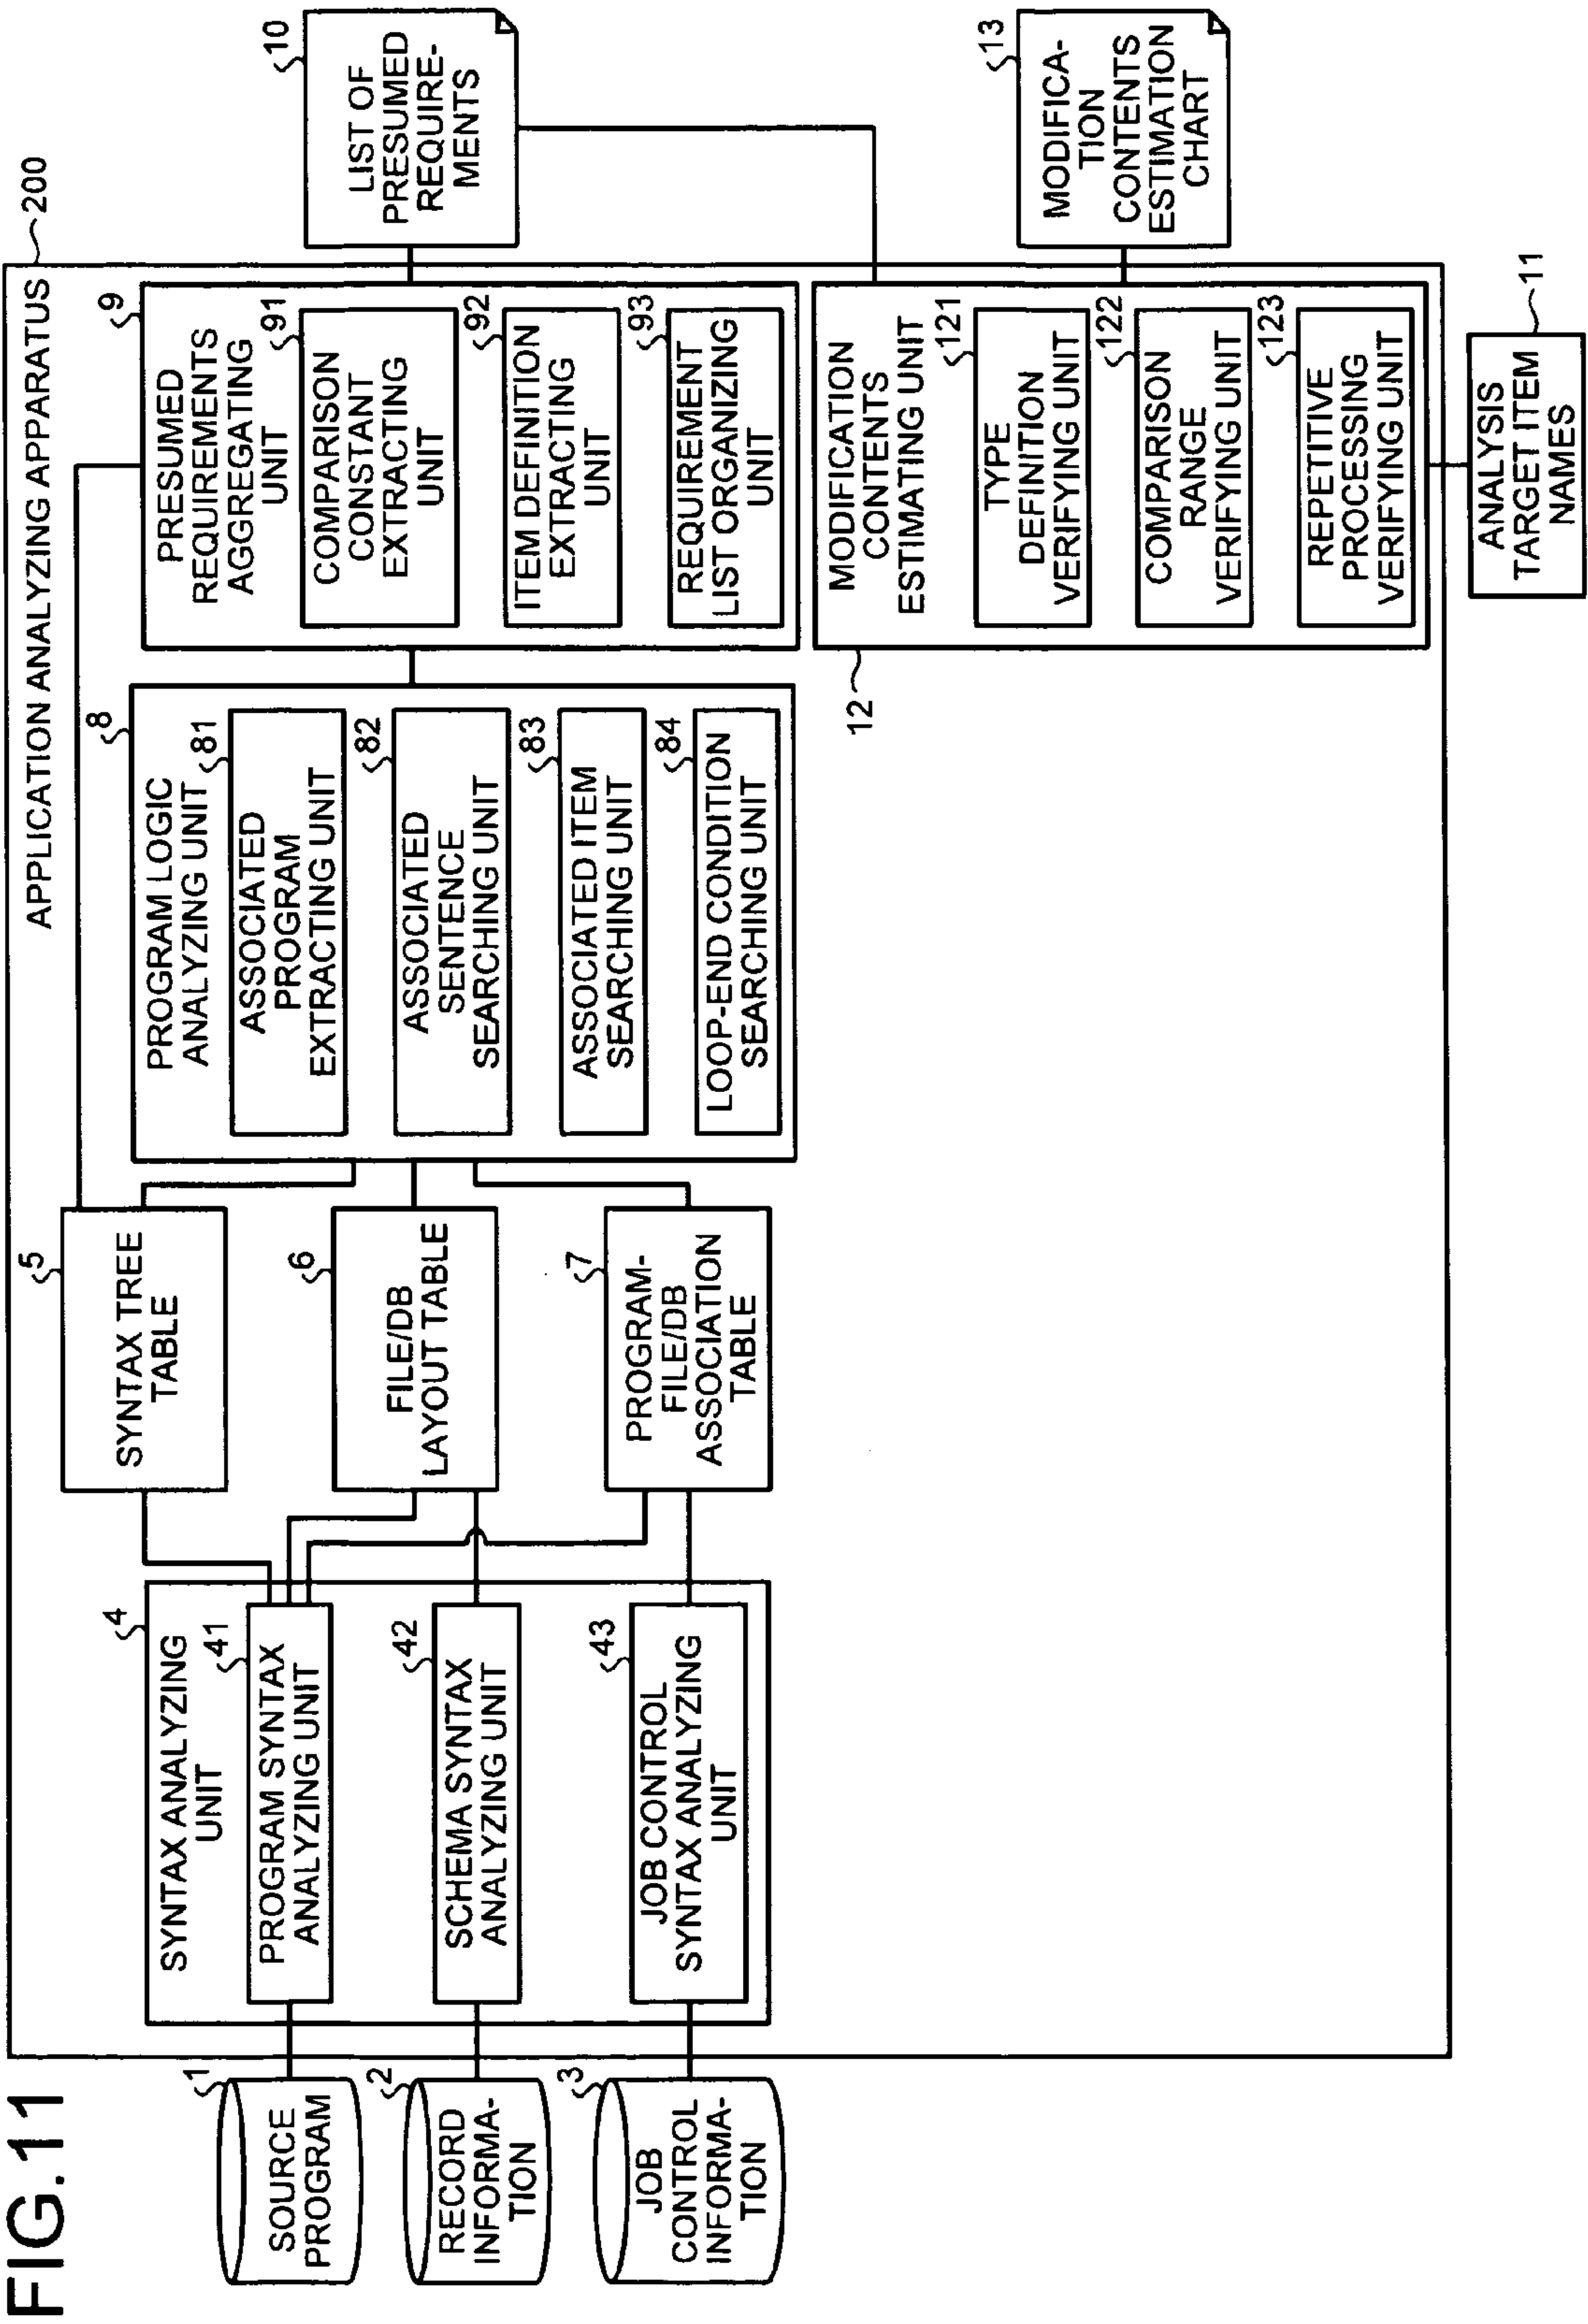 FIG.11
APPLICATION ANALYZING APPARATUS
200
1
SOURCE
PROGRAM
2
RECORD
INFORMA-
TION
3
JOB
CONTROL
INFORMA-
TION
4
SYNTAX ANALYZING
UNIT
41
PROGRAM SYNTAX
ANALYZING UNIT
42
SCHEMA SYNTAX
ANALYZING UNIT
43
JOB CONTROL
SYNTAX ANALYZING
UNIT
5
SYNTAX TREE
TABLE
6
FILE/DB
LAYOUT TABLE
7
PROGRAM-
FILE/DB
ASSOCIATION
TABLE
8
PROGRAM LOGIC
ANALYZING UNIT
81
ASSOCIATED
PROGRAM
EXTRACTING UNIT
82
ASSOCIATED
SENTENCE
SEARCHING UNIT
83
ASSOCIATED ITEM
SEARCHING UNIT
84
LOOP-END CONDITION
SEARCHING UNIT
9
PRESUMED
REQUIREMENTS
AGGREGATING
UNIT
91
COMPARISON
CONSTANT
EXTRACTING
UNIT
92
ITEM DEFINITION
EXTRACTING
UNIT
93
REQUIREMENT
LIST ORGANIZING
UNIT
10
LIST OF
PRESUMED
REQUIRE-
MENTS
12
MODIFICATION
CONTENTS
ESTIMATING UNIT
121
TYPE
DEFINITION
VERIFYING UNIT
122
COMPARISON
RANGE
VERIFYING UNIT
123
REPETITIVE
PROCESSING
VERIFYING UNIT
13
MODIFICA-
TION
CONTENTS
ESTIMATION
CHART
11
ANALYSIS
TARGET ITEM
NAMES